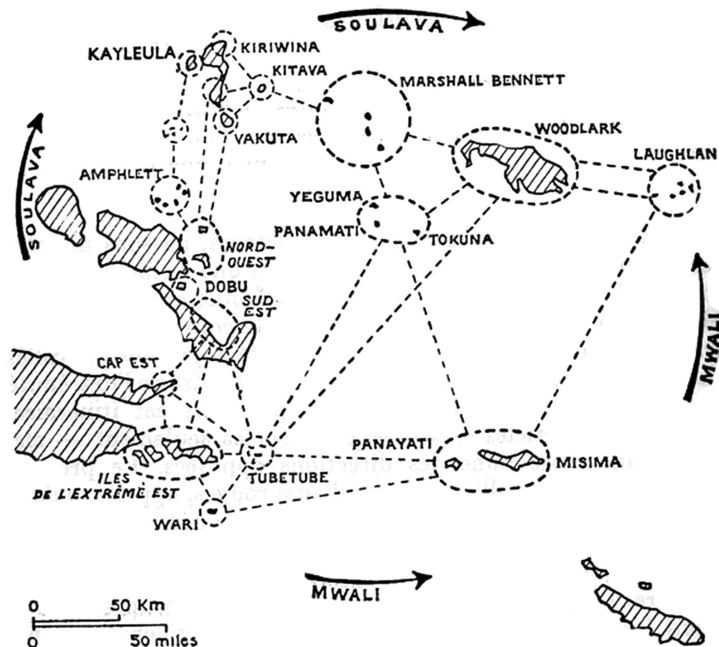 SOULAVA
KAYLEULA
KIRIWINA
KITAVA
MARSHALL BENNETT
VAKUTA
WOODLARK
LAUGHLAN
SOULAVA
AMPHLETT
YEGUMA
PANAMATI
TOKUNA
NORD-
OUEST
DOBU
SUD-
EST
MWALI
CAP EST
PANAYATI
MISIMA
ILES
DE L'EXTRÊME EST
TUBETUBE
WARI
MWALI
0 50 Km
0 50 miles